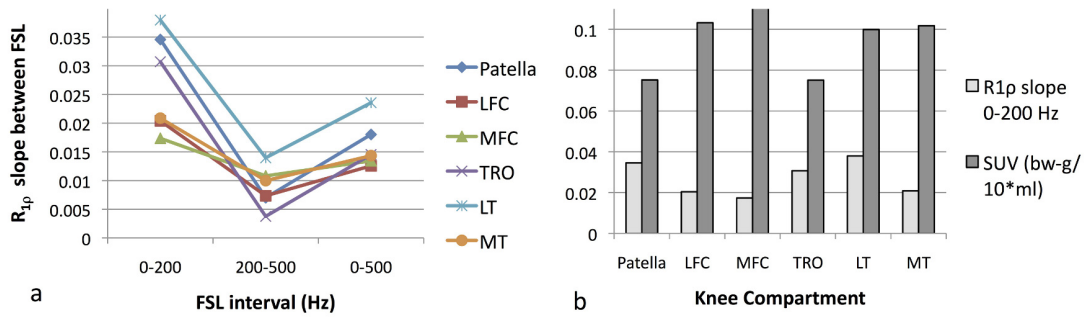 R1ρ slope between FSL
0.035
0.03
0.025
0.02
0.015
0.01
0.005
0
0-200
200-500
0-500
FSL interval (Hz)
a
Patella
LFC
MFC
TRO
LT
MT
0.1
0.08
0.06
0.04
0.02
0
Patella
LFC
MFC
TRO
LT
MT
Knee Compartment
b
R1ρ slope
0-200 Hz
SUV (bw-g/
10*ml)